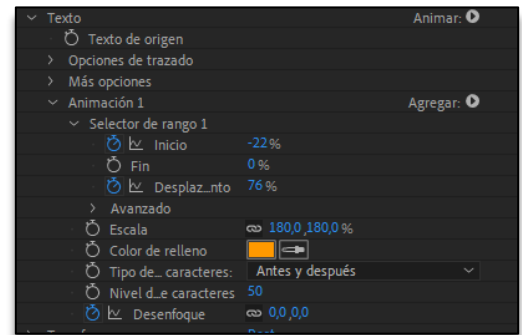 Texto Animar:
Texto de origen
Opciones de trazado
Más opciones
Animación 1 Agregar:
Selector de rango 1
Inicio -22%
Fin 0%
Desplaz_nto 76%
Avanzado
Escala 180,0,180,0%
Color de relleno
Tipo de... caracteres: Antes y después
Nivel d...e caracteres 50
Desenfoque 0,0,0,0